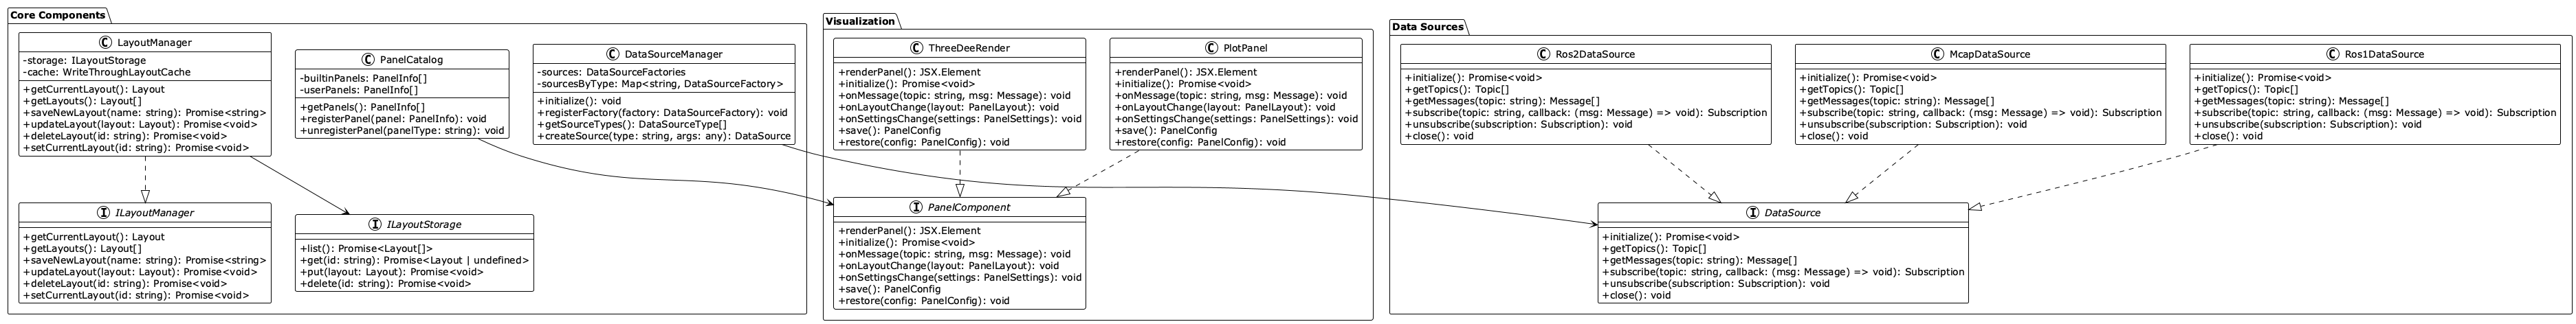 Core Components
C LayoutManager
-storage: ILayoutStorage
-cache: WriteThroughLayoutCache
+getCurrentLayout(): Layout
+getLayouts(): Layout[]
+saveNewLayout(name: string): Promise<string>
+updateLayout(layout: Layout): Promise<void>
+deleteLayout(id: string): Promise<void>
+setCurrentLayout(id: string): Promise<void>
C PanelCatalog
-builtinPanels: PanelInfo[]
-userPanels: PanelInfo[]
+getPanels(): PanelInfo[]
+registerPanel(panel: PanelInfo): void
+unregisterPanel(panelType: string): void
C DataSourceManager
-sources: DataSourceFactories
-sourcesByType: Map<string, DataSourceFactory>
+initialize(): void
+registerFactory(factory: DataSourceFactory): void
+getSourceTypes(): DataSourceType[]
+createSource(type: string, args: any): DataSource
I ILayoutManager
+getCurrentLayout(): Layout
+getLayouts(): Layout[]
+saveNewLayout(name: string): Promise<string>
+updateLayout(layout: Layout): Promise<void>
+deleteLayout(id: string): Promise<void>
+setCurrentLayout(id: string): Promise<void>
I ILayoutStorage
+list(): Promise<Layout[]>
+get(id: string): Promise<Layout | undefined>
+put(layout: Layout): Promise<void>
+delete(id: string): Promise<void>
Visualization
C ThreeDeeRender
+renderPanel(): JSX.Element
+initialize(): Promise<void>
+onMessage(topic: string, msg: Message): void
+onLayoutChange(layout: PanelLayout): void
+onSettingsChange(settings: PanelSettings): void
+save(): PanelConfig
+restore(config: PanelConfig): void
C PlotPanel
+renderPanel(): JSX.Element
+initialize(): Promise<void>
+onMessage(topic: string, msg: Message): void
+onLayoutChange(layout: PanelLayout): void
+onSettingsChange(settings: PanelSettings): void
+save(): PanelConfig
+restore(config: PanelConfig): void
I PanelComponent
+renderPanel(): JSX.Element
+initialize(): Promise<void>
+onMessage(topic: string, msg: Message): void
+onLayoutChange(layout: PanelLayout): void
+onSettingsChange(settings: PanelSettings): void
+save(): PanelConfig
+restore(config: PanelConfig): void
Data Sources
C Ros2DataSource
+initialize(): Promise<void>
+getTopics(): Topic[]
+getMessages(topic: string): Message[]
+subscribe(topic: string, callback: (msg: Message) => void): Subscription
+unsubscribe(subscription: Subscription): void
+close(): void
C McapDataSource
+initialize(): Promise<void>
+getTopics(): Topic[]
+getMessages(topic: string): Message[]
+subscribe(topic: string, callback: (msg: Message) => void): Subscription
+unsubscribe(subscription: Subscription): void
+close(): void
C Ros1DataSource
+initialize(): Promise<void>
+getTopics(): Topic[]
+getMessages(topic: string): Message[]
+subscribe(topic: string, callback: (msg: Message) => void): Subscription
+unsubscribe(subscription: Subscription): void
+close(): void
I DataSource
+initialize(): Promise<void>
+getTopics(): Topic[]
+getMessages(topic: string): Message[]
+subscribe(topic: string, callback: (msg: Message) => void): Subscription
+unsubscribe(subscription: Subscription): void
+close(): void